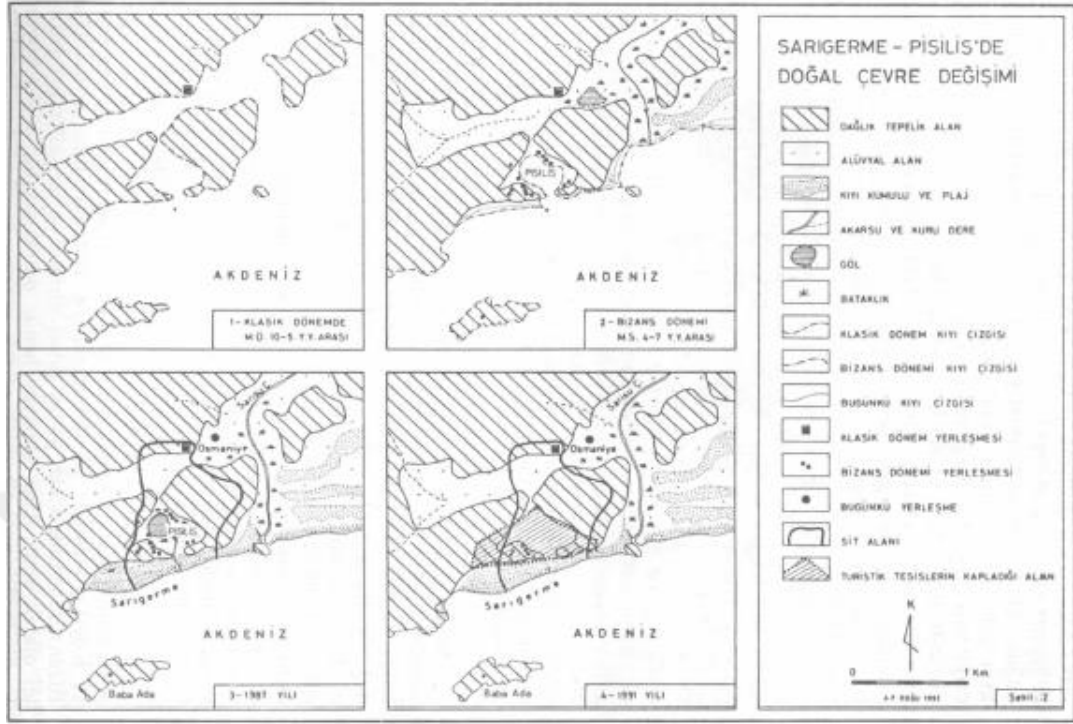 AKDENİZ
1- KLASİK DÖNEMDE
M.Ö. 10-5 Y.Y. ARASI
PISILIS
AKDENİZ
2- BİZANS DÖNEMİ
M.S. 4-7 Y.Y. ARASI
Sarısu Ç.
Osmaniye
PISILIS
Sarıgerme
AKDENİZ
Baba Ada
3-1987 YILI
Sarısu Ç.
Osmaniye
Sarıgerme
AKDENİZ
Baba Ada
4-1991 YILI
SARIGERME - PİSİLİS'DE
DOĞAL ÇEVRE DEĞİŞİMİ
DAĞLIK TEPELİK ALAN
ALÜVYAL ALAN
KIYI KUMULU VE PLAJ
AKARSU VE KURU DERE
GÖL
BATAKLIK
KLASİK DÖNEM KIYI ÇİZGİSİ
BİZANS DÖNEMİ KIYI ÇİZGİSİ
BUGÜNKÜ KIYI ÇİZGİSİ
KLASİK DÖNEM YERLEŞMESİ
BİZANS DÖNEMİ YERLEŞMESİ
BUGÜNKÜ YERLEŞME
SİT ALANI
TURİSTİK TESİSLERİN KAPLADIĞI ALAN
K
0 1 Km.
Şekil: 2